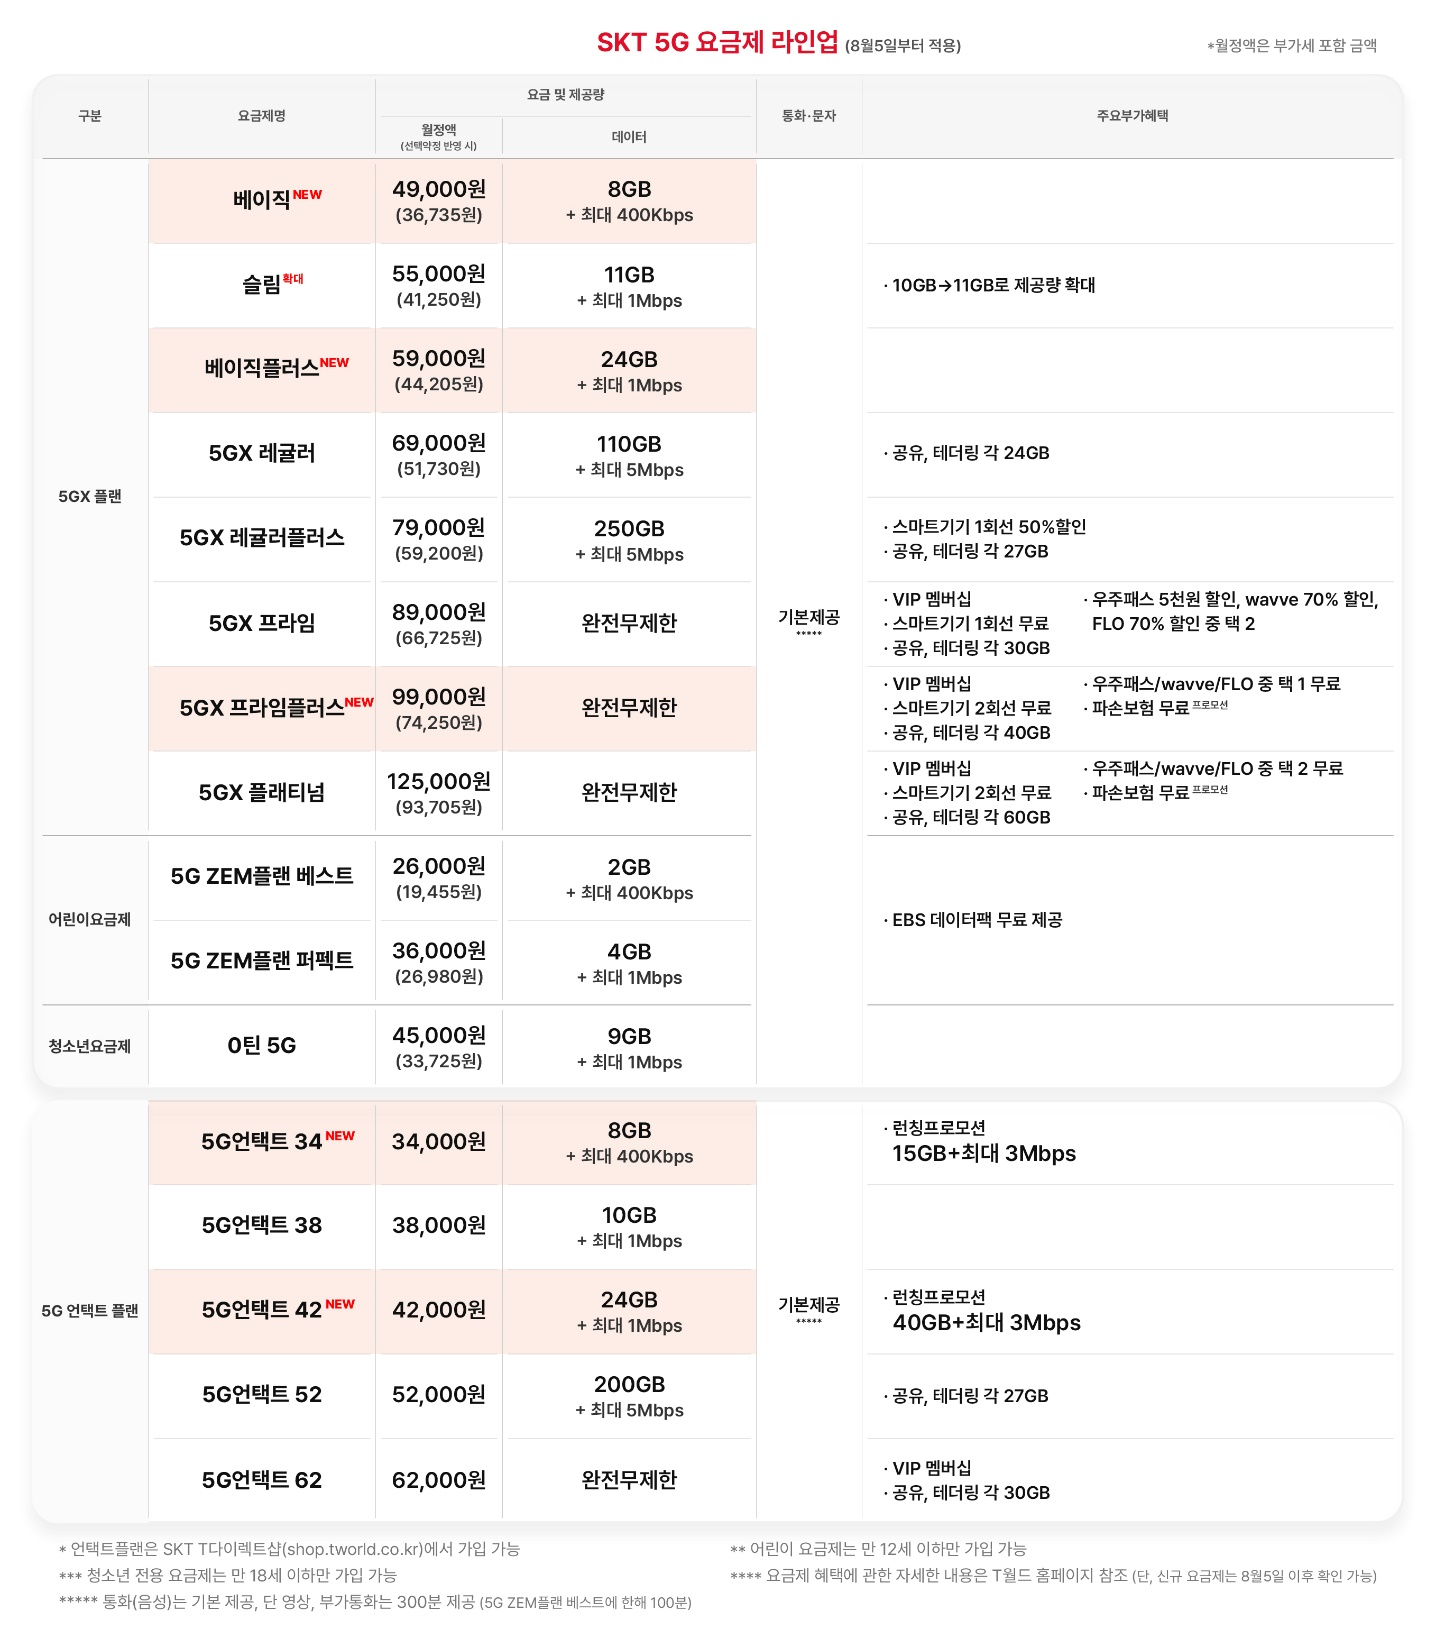 SKT 5G 요금제 라인업 (8월5일부터 적용)
*월정액은 부가세 포함 금액
구분
요금제명
요금 및 제공량
월정액
(선택약정 반영 시)
데이터
통화·문자
주요부가혜택
5GX 플랜
베이직 NEW
49,000원
(36,735원)
8GB
+ 최대 400Kbps
슬림 확대
55,000원
(41,250원)
11GB
+ 최대 1Mbps
· 10GB→11GB로 제공량 확대
베이직플러스 NEW
59,000원
(44,205원)
24GB
+ 최대 1Mbps
5GX 레귤러
69,000원
(51,730원)
110GB
+ 최대 5Mbps
· 공유, 테더링 각 24GB
5GX 레귤러플러스
79,000원
(59,200원)
250GB
+ 최대 5Mbps
· 스마트기기 1회선 50%할인
· 공유, 테더링 각 27GB
5GX 프라임
89,000원
(66,725원)
완전무제한
기본제공
*****
· VIP 멤버십
· 스마트기기 1회선 무료
· 공유, 테더링 각 30GB
· 우주패스 5천원 할인, wavve 70% 할인,
FLO 70% 할인 중 택 2
5GX 프라임플러스 NEW
99,000원
(74,250원)
완전무제한
· VIP 멤버십
· 스마트기기 2회선 무료
· 공유, 테더링 각 40GB
· 우주패스/wavve/FLO 중 택 1 무료
· 파손보험 무료 프로모션
5GX 플래티넘
125,000원
(93,705원)
완전무제한
· VIP 멤버십
· 스마트기기 2회선 무료
· 공유, 테더링 각 60GB
· 우주패스/wavve/FLO 중 택 2 무료
· 파손보험 무료 프로모션
어린이요금제
5G ZEM플랜 베스트
26,000원
(19,455원)
2GB
+ 최대 400Kbps
· EBS 데이터팩 무료 제공
5G ZEM플랜 퍼펙트
36,000원
(26,980원)
4GB
+ 최대 1Mbps
청소년요금제
0틴 5G
45,000원
(33,725원)
9GB
+ 최대 1Mbps
5G 언택트 플랜
5G언택트 34 NEW
34,000원
8GB
+ 최대 400Kbps
· 런칭프로모션
15GB+최대 3Mbps
5G언택트 38
38,000원
10GB
+ 최대 1Mbps
5G언택트 42 NEW
42,000원
24GB
+ 최대 1Mbps
기본제공
*****
· 런칭프로모션
40GB+최대 3Mbps
5G언택트 52
52,000원
200GB
+ 최대 5Mbps
· 공유, 테더링 각 27GB
5G언택트 62
62,000원
완전무제한
· VIP 멤버십
· 공유, 테더링 각 30GB
* 언택트플랜은 SKT T다이렉트샵(shop.tworld.co.kr)에서 가입 가능
** 어린이 요금제는 만 12세 이하만 가입 가능
*** 청소년 전용 요금제는 만 18세 이하만 가입 가능
**** 요금제 혜택에 관한 자세한 내용은 T월드 홈페이지 참조 (단, 신규 요금제는 8월5일 이후 확인 가능)
***** 통화(음성)는 기본 제공, 단 영상, 부가통화는 300분 제공 (5G ZEM플랜 베스트에 한해 100분)